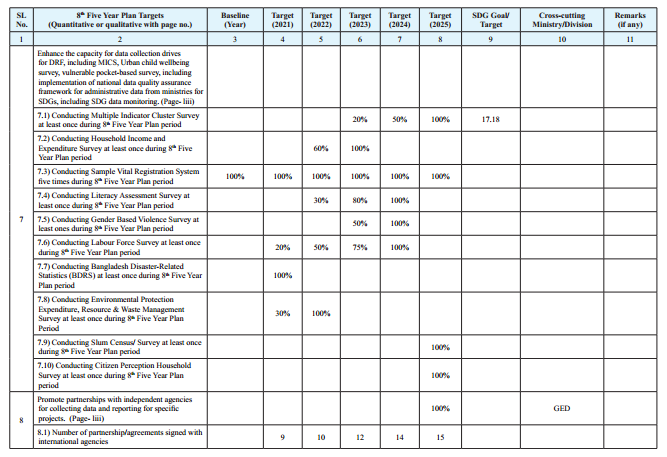 SL No. 8th Five Year Plan Targets (Quantitative or qualitative with page no.) Baseline (Year) Target (2021) Target (2022) Target (2023) Target (2024) Target (2025) SDG Goal/ Target Cross-cutting Ministry/Division Remarks (if any)
1 2 3 4 5 6 7 8 9 10 11
7
Enhance the capacity for data collection drives
for DRF, including MICS, Urban child wellbeing
survey, vulnerable pocket-based survey, including
implementation of national data quality assurance
framework for administrative data from ministries for
SDGs, including SDG data monitoring. (Page- liii)
7.1) Conducting Multiple Indicator Cluster Survey
at least once during 8th Five Year Plan period
20% 50% 100% 17.18
7.2) Conducting Household Income and
Expenditure Survey at least once during 8th Five
Year Plan period
60% 100%
7.3) Conducting Sample Vital Registration System
five times during 8th Five Year Plan period
100% 100% 100% 100% 100% 100%
7.4) Conducting Literacy Assessment Survey at
least once during 8th Five Year Plan period
30% 80% 100%
7.5) Conducting Gender Based Violence Survey at
least ones during 8th Five Year Plan period
50% 100%
7.6) Conducting Labour Force Survey at least once
during 8th Five Year Plan period
20% 50% 75% 100%
7.7) Conducting Bangladesh Disaster-Related
Statistics (BDRS) at least once during 8th Five Year
Plan period
100%
7.8) Conducting Environmental Protection
Expenditure, Resource & Waste Management
Survey at least once during 8th Five Year Plan
Period
30% 100%
7.9) Conducting Slum Census/ Survey at least once
during 8th Five Year Plan period
100%
7.10) Conducting Citizen Perception Household
Survey at least once during 8th Five Year Plan
period
100%
8
Promote partnerships with independent agencies
for collecting data and reporting for specific
projects. (Page- liii)
100% GED
8.1) Number of partnership/agreements signed with
international agencies
9 10 12 14 15